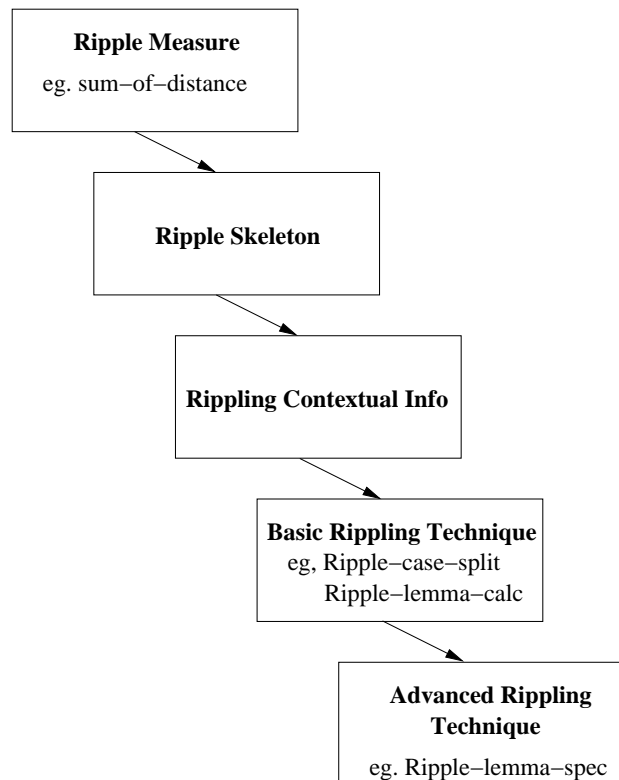 Ripple Measure
eg. sum−of−distance
Ripple Skeleton
Rippling Contextual Info
Basic Rippling Technique
eg, Ripple−case−split
Ripple−lemma−calc
Advanced Rippling
Technique
eg. Ripple−lemma−spec